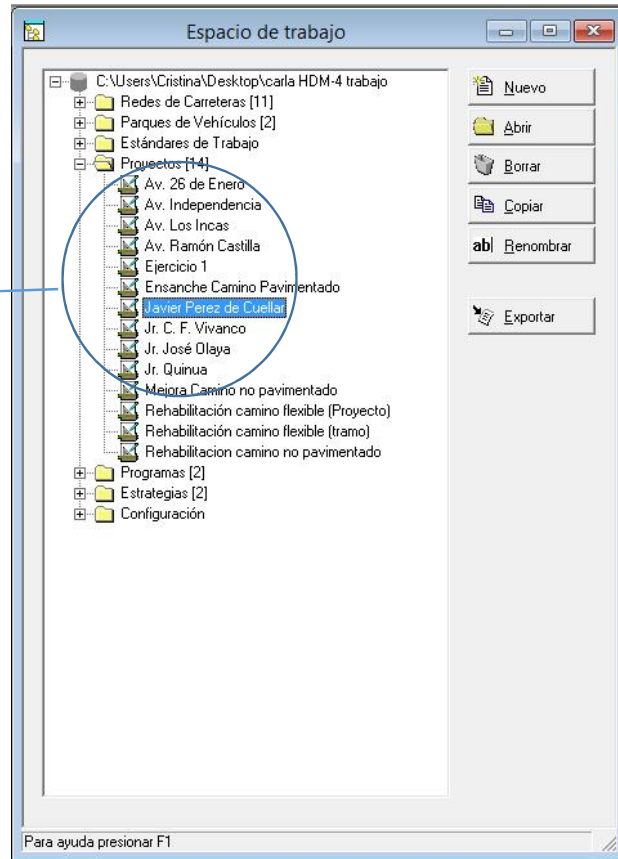 Espacio de trabajo
C:\Users\Cristina\Desktop\carla HDM-4 trabajo
Redes de Carreteras [11]
Parques de Vehículos [2]
Estándares de Trabajo
Proyectos [14]
Av. 26 de Enero
Av. Independencia
Av. Los Incas
Av. Ramón Castilla
Ejercicio 1
Ensanche Camino Pavimentado
Javier Perez de Cuellar
Jr. C. F. Vivanco
Jr. José Olaya
Jr. Quinua
Mejora Camino no pavimentado
Rehabilitación camino flexible (Proyecto)
Rehabilitación camino flexible (tramo)
Rehabilitacion camino no pavimentado
Programas [2]
Estrategias [2]
Configuración
Nuevo
Abrir
Borrar
Copiar
ab Renombrar
Exportar
Para ayuda presionar F1